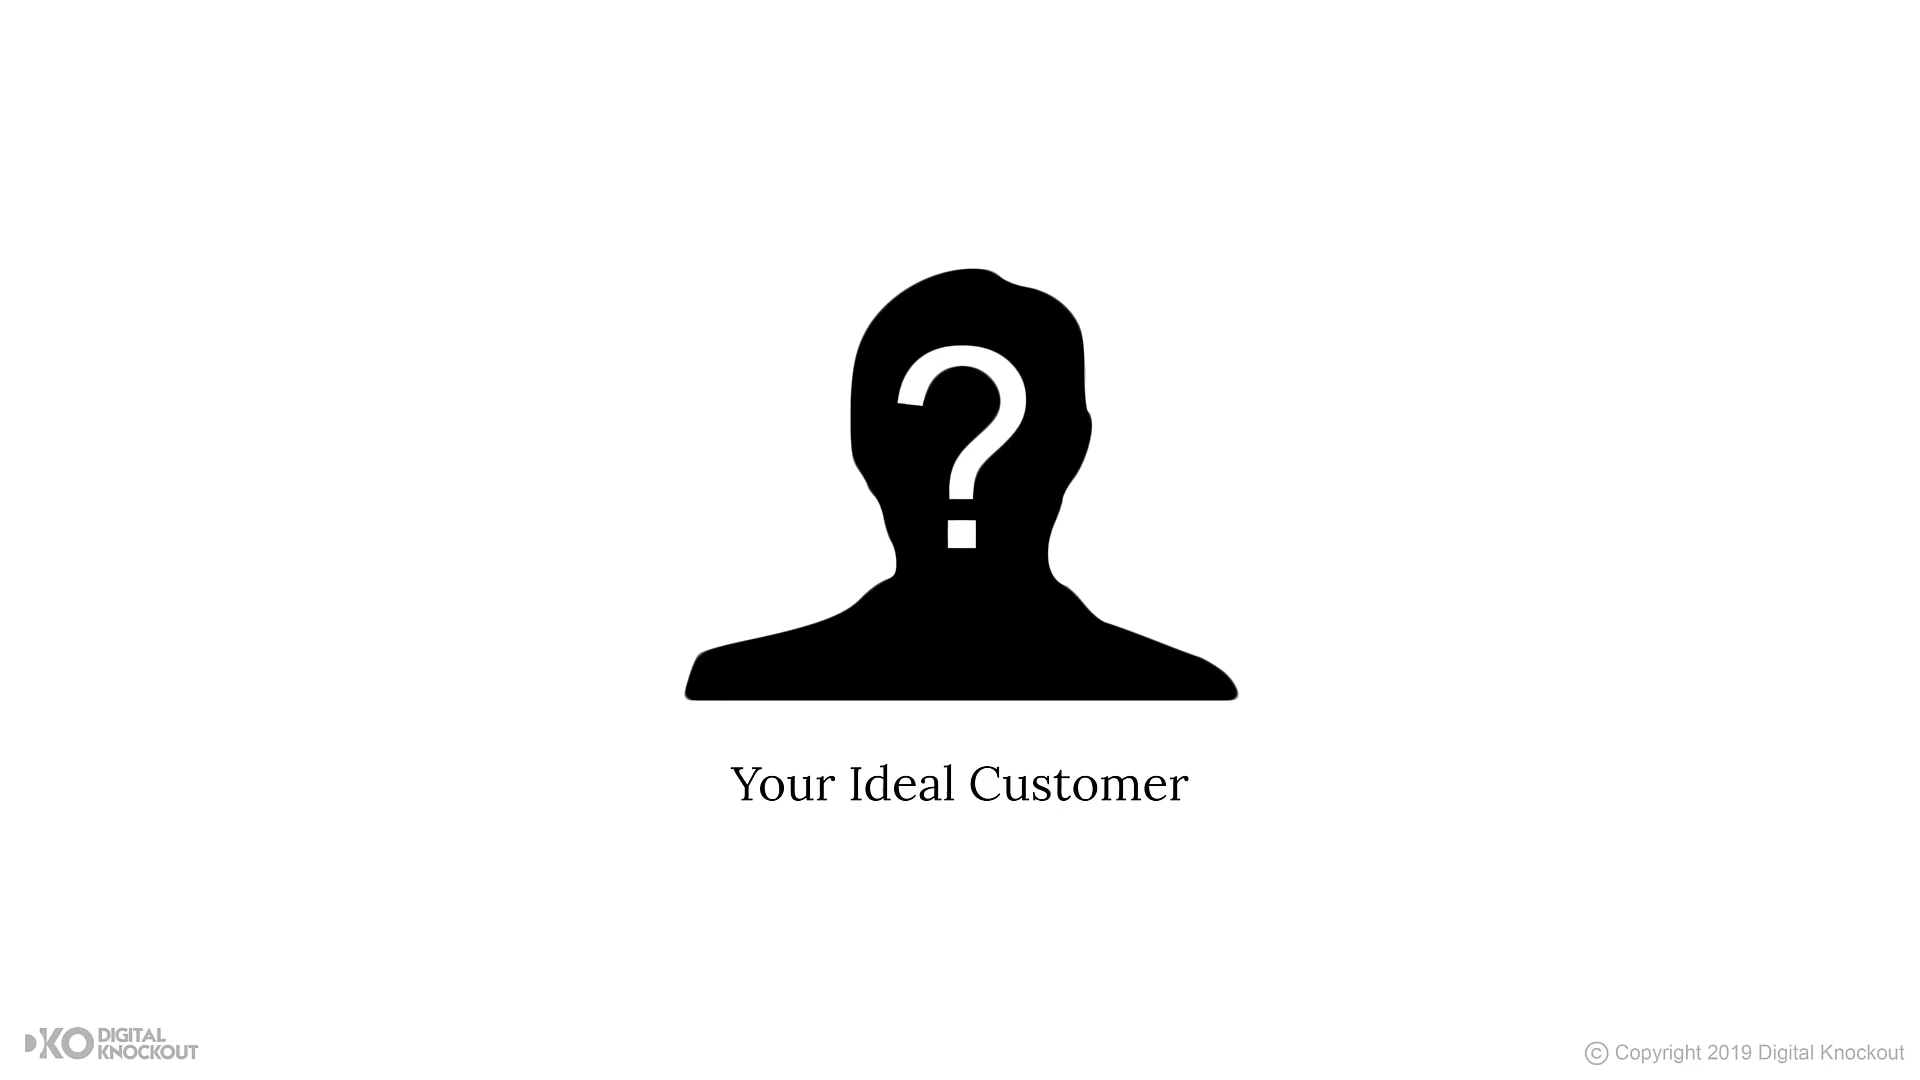 ?
Your Ideal Customer
DKO DIGITAL
KNOCKOUT
© Copyright 2019 Digital Knockout